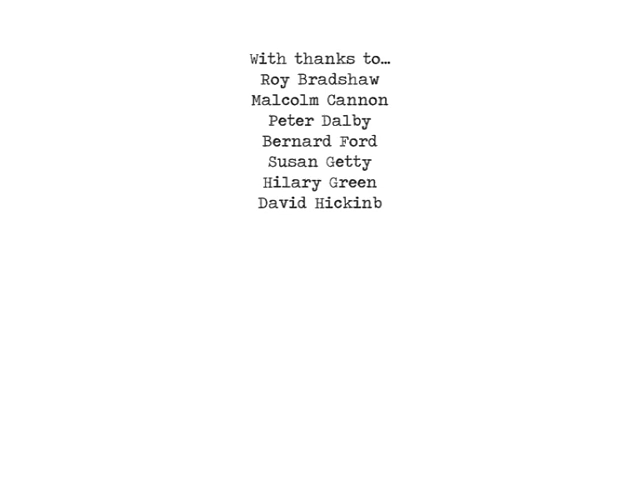 With thanks to…
Roy Bradshaw
Malcolm Cannon
Peter Dalby
Bernard Ford
Susan Getty
Hilary Green
David Hickinb